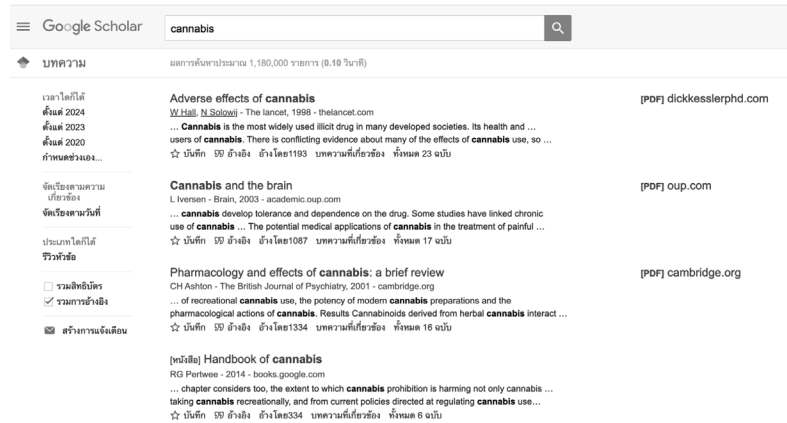 Google Scholar
cannabis
บทความ
ผลการค้นหาประมาณ 1,180,000 รายการ (0.10 วินาที)
เวลาใดก็ได้
ตั้งแต่ 2024
ตั้งแต่ 2023
ตั้งแต่ 2020
กำหนดช่วงเอง...
จัดเรียงตามความ
เกี่ยวข้อง
จัดเรียงตามวันที่
ประเภทใดก็ได้
รีวิวหัวข้อ
รวมสิทธิบัตร
รวมการอ้างอิง
สร้างการแจ้งเตือน
Adverse effects of cannabis
W Hall, N Solowij - The lancet, 1998 - thelancet.com
... Cannabis is the most widely used illicit drug in many developed societies. Its health and ...
users of cannabis. There is conflicting evidence about many of the effects of cannabis use, so ...
บันทึก อ้างอิง อ้างโดย1193 บทความที่เกี่ยวข้อง ทั้งหมด 23 ฉบับ
[PDF] dickkesslerphd.com
Cannabis and the brain
L Iversen - Brain, 2003 - academic.oup.com
... cannabis develop tolerance and dependence on the drug. Some studies have linked chronic
use of cannabis ... The potential medical applications of cannabis in the treatment of painful ...
บันทึก อ้างอิง อ้างโดย1087 บทความที่เกี่ยวข้อง ทั้งหมด 17 ฉบับ
[PDF] oup.com
Pharmacology and effects of cannabis: a brief review
CH Ashton - The British Journal of Psychiatry, 2001 - cambridge.org
... of recreational cannabis use, the potency of modern cannabis preparations and the
pharmacological actions of cannabis. Results Cannabinoids derived from herbal cannabis interact ...
บันทึก อ้างอิง อ้างโดย1334 บทความที่เกี่ยวข้อง ทั้งหมด 16 ฉบับ
[PDF] cambridge.org
[หนังสือ] Handbook of cannabis
RG Pertwee - 2014 - books.google.com
... chapter considers too, the extent to which cannabis prohibition is harming not only cannabis ...
taking cannabis recreationally, and from current policies directed at regulating cannabis use...
บันทึก อ้างอิง อ้างโดย334 บทความที่เกี่ยวข้อง ทั้งหมด 6 ฉบับ